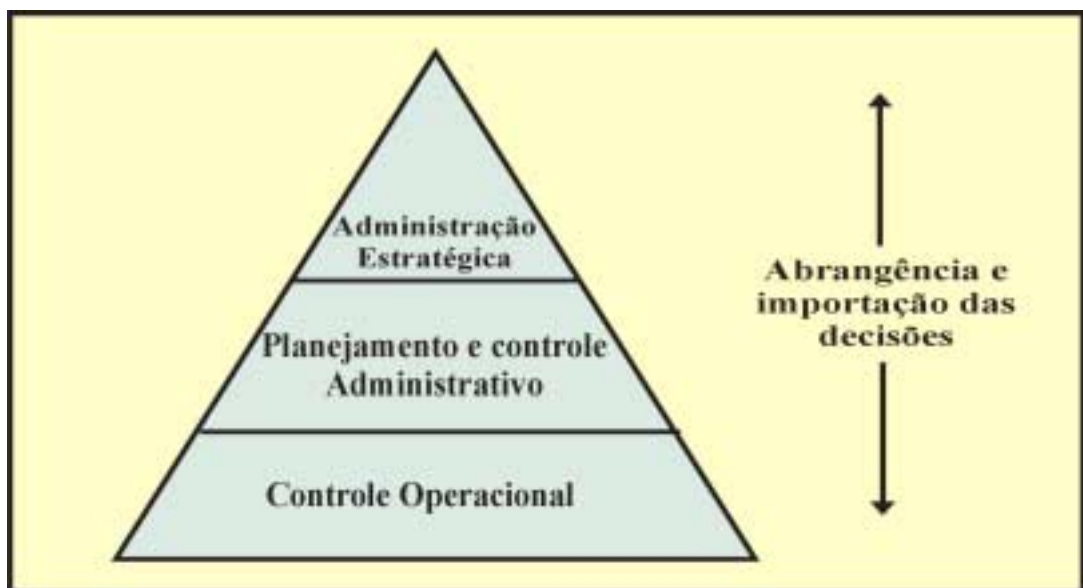 Administração
Estratégica
Planejamento e controle
Administrativo
Controle Operacional
Abrangência e
importação das
decisões